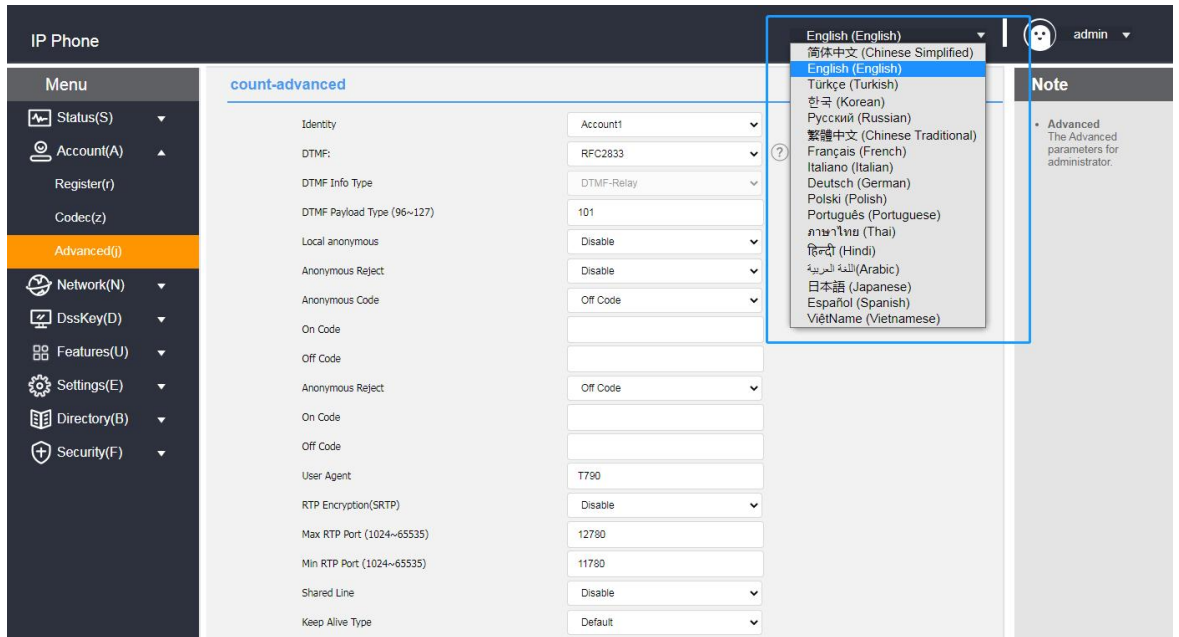 IP Phone
English (English)
admin
简体中文 (Chinese Simplified)
English (English)
Türkçe (Turkish)
한국 (Korean)
Русский (Russian)
繁體中文 (Chinese Traditional)
Français (French)
Italiano (Italian)
Deutsch (German)
Polski (Polish)
Português (Portuguese)
ภาษาไทย (Thai)
हिन्दी (Hindi)
اللغة العربية(Arabic)
日本語 (Japanese)
Español (Spanish)
ViệtName (Vietnamese)
Menu
Status(S)
Account(A)
Register(r)
Codec(z)
Advanced(j)
Network(N)
DssKey(D)
Features(U)
Settings(E)
Directory(B)
Security(F)
count-advanced
Identity Account1
DTMF: RFC2833 ?
DTMF Info Type DTMF-Relay
DTMF Payload Type (96~127) 101
Local anonymous Disable
Anonymous Reject Disable
Anonymous Code Off Code
On Code
Off Code
Anonymous Reject Off Code
On Code
Off Code
User Agent T790
RTP Encryption(SRTP) Disable
Max RTP Port (1024~65535) 12780
Min RTP Port (1024~65535) 11780
Shared Line Disable
Keep Alive Type Default
Note
Advanced
The Advanced
parameters for
administrator.